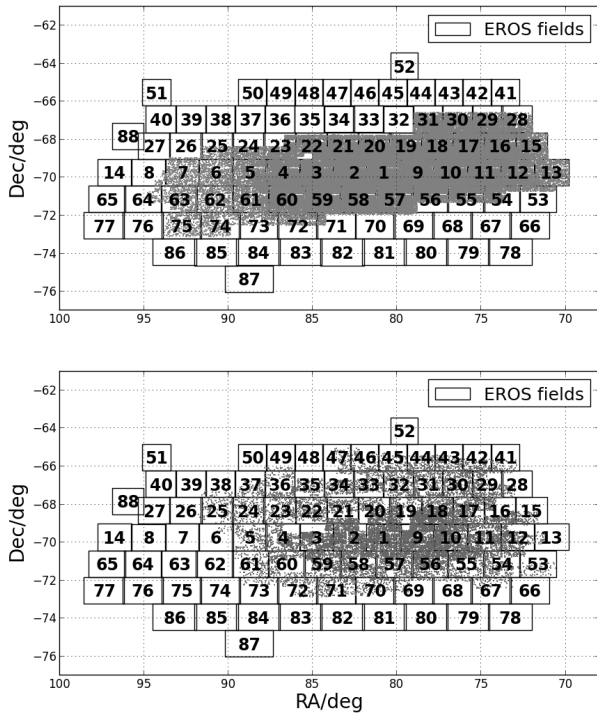 −62
EROS fields
−64
52
51 50 49 48 47 46 45 44 43 42 41
−66
40 39 38 37 36 35 34 33 32 31 30 29 28
88
−68
27 26 25 24 23 22 21 20 19 18 17 16 15
Dec/deg
14 8 7 6 5 4 3 2 1 9 10 11 12 13
−70
65 64 63 62 61 60 59 58 57 56 55 54 53
−72
77 76 75 74 73 72 71 70 69 68 67 66
86 85 84 83 82 81 80 79 78
−74
87
−76
100 95 90 85 80 75 70
−62
EROS fields
−64
52
51 50 49 48 47 46 45 44 43 42 41
−66
40 39 38 37 36 35 34 33 32 31 30 29 28
88
−68
27 26 25 24 23 22 21 20 19 18 17 16 15
Dec/deg
14 8 7 6 5 4 3 2 1 9 10 11 12 13
−70
65 64 63 62 61 60 59 58 57 56 55 54 53
−72
77 76 75 74 73 72 71 70 69 68 67 66
86 85 84 83 82 81 80 79 78
−74
87
−76
100 95 90 85 80 75 70
RA/deg